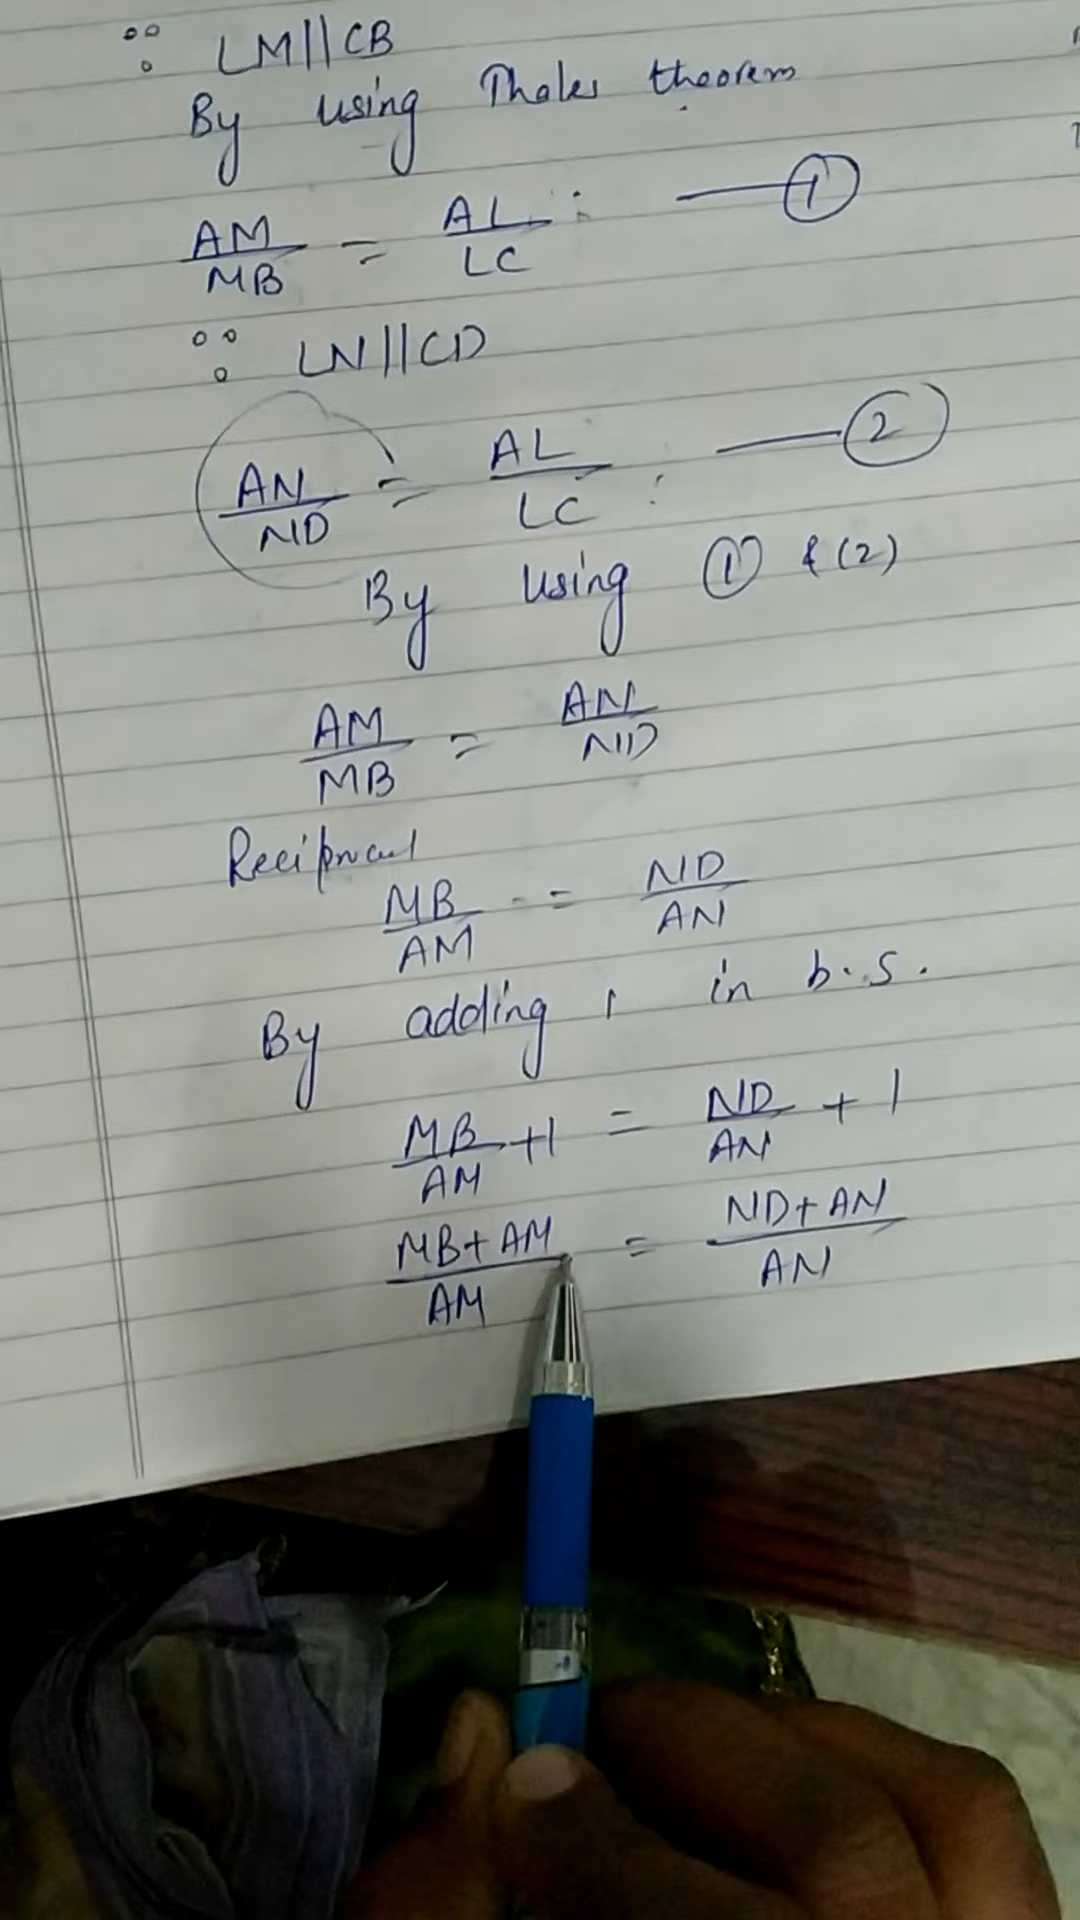 ∵ LM||CB
By using Thales theorem
AM/MB = AL/LC ①
∵ LN||CD
AN/ND = AL/LC ②
By using ① & (2)
AM/MB = AN/ND
Reciprocal
MB/AM = ND/AN
By adding 1 in b.s.
MB/AM +1 = ND/AN + 1
MB+AM/AM = ND+AN/AN